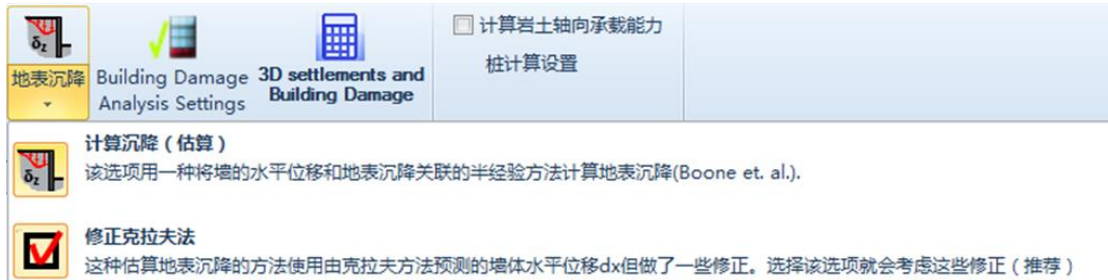 δz
地表沉降
Building Damage
Analysis Settings
3D settlements and
Building Damage
计算岩土轴向承载能力
桩计算设置
计算沉降（估算）
δz
该选项用一种将墙的水平位移和地表沉降关联的半经验方法计算地表沉降(Boone et. al.).
修正克拉夫法
这种估算地表沉降的方法使用由克拉夫方法预测的墙体水平位移dx但做了一些修正。选择该选项就会考虑这些修正（推荐）